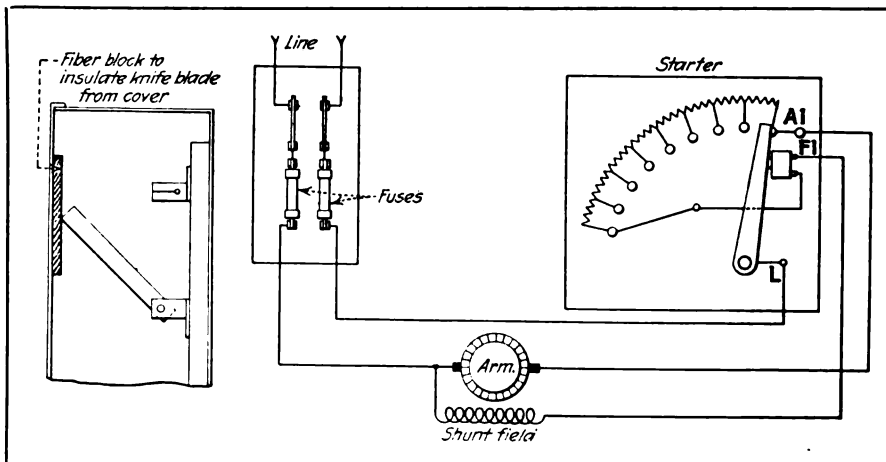 Fiber block to
insulate knife blade
from cover
Line
Fuses
Starter
A1
F1
L
Arm.
Shunt field